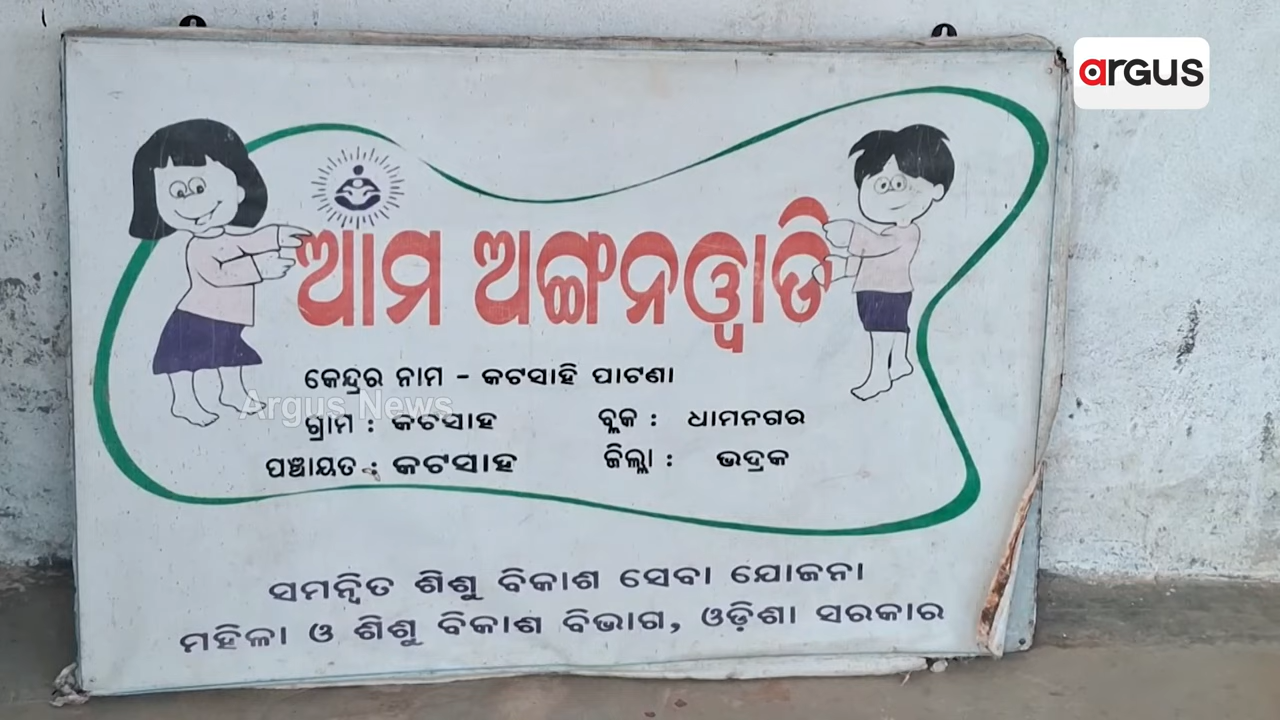 argus
ଆମ ଅଙ୍ଗନୱାଡି
କେନ୍ଦ୍ରର ନାମ - କଟସାହି ପାଟଣା
Argus News
ଗ୍ରାମ : କଟସାହ ବ୍ଲକ : ଧାମନଗର
ପଞ୍ଚାୟତ : କଟସାହ ଜିଲ୍ଲା : ଭଦ୍ରକ
ସମନ୍ୱିତ ଶିଶୁ ବିକାଶ ସେବା ଯୋଜନା
ମହିଳା ଓ ଶିଶୁ ବିକାଶ ବିଭାଗ, ଓଡ଼ିଶା ସରକାର